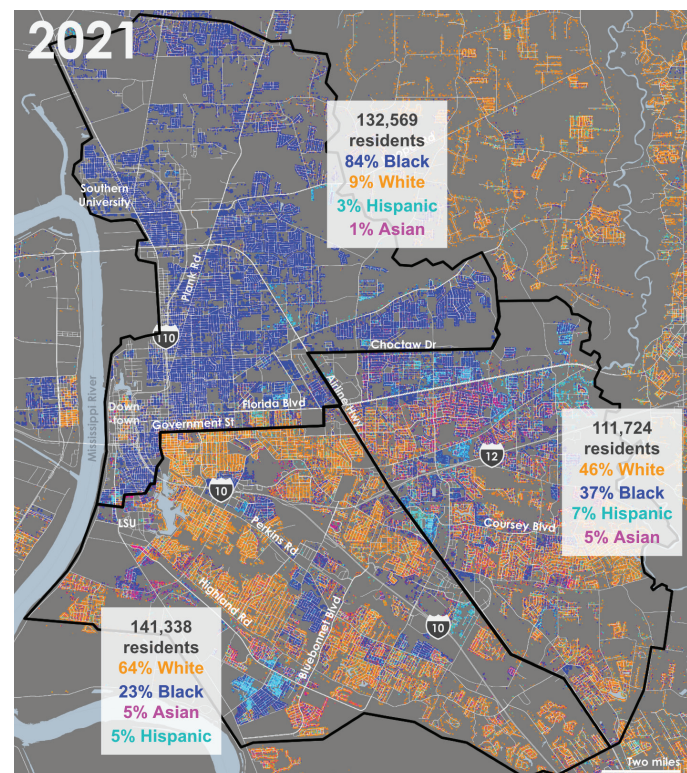 2021
132,569
residents
84% Black
9% White
3% Hispanic
1% Asian
Southern
University
Plank Rd
110
Choctaw Dr
Airline Hwy
Mississippi River
Down
-town
Florida Blvd
Government St
111,724
residents
46% White
37% Black
7% Hispanic
5% Asian
12
10
LSU
Perkins Rd
Coursey Blvd
Highland Rd
Bluebonnet Blvd
10
141,338
residents
64% White
23% Black
5% Asian
5% Hispanic
Two miles